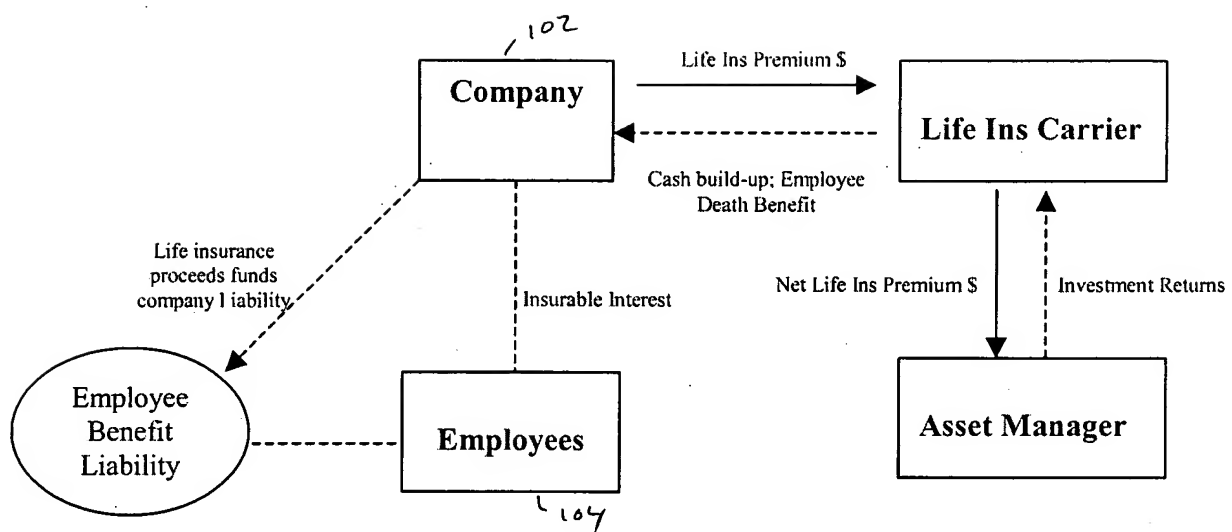 102
Company
Life Ins Premium $
Life Ins Carrier
Cash build-up; Employee
Death Benefit
Life insurance
proceeds funds
company liability
Insurable Interest
Net Life Ins Premium $
Investment Returns
Employee
Benefit
Liability
Employees
Asset Manager
104